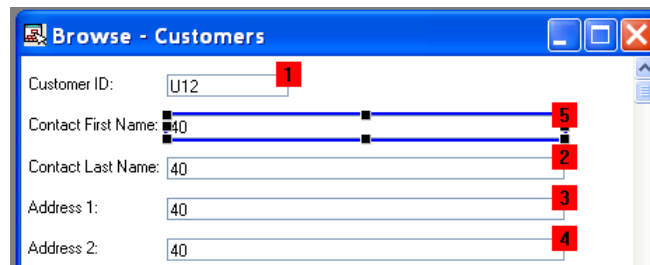 Browse - Customers
Customer ID: U12 1
Contact First Name: 40 5
Contact Last Name: 40 2
Address 1: 40 3
Address 2: 40 4